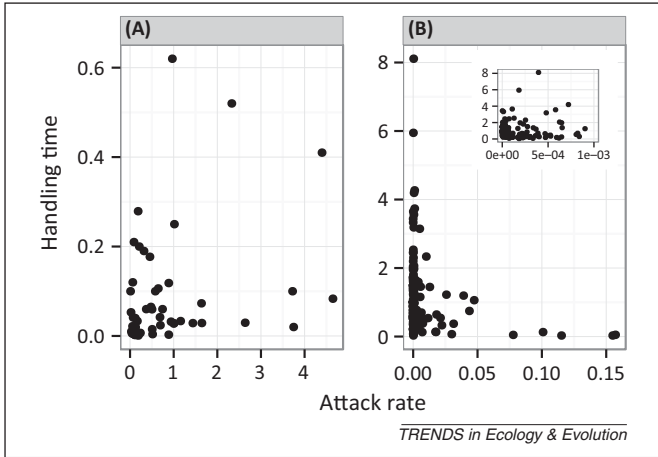 (A) (B)
Handling time
0.6
0.4
0.2
0.0
0 1 2 3 4
8
6
4
2
0
0.00 0.05 0.10 0.15
8
6
4
2
0
0e+00 5e−04 1e−03
Attack rate
TRENDS in Ecology & Evolution